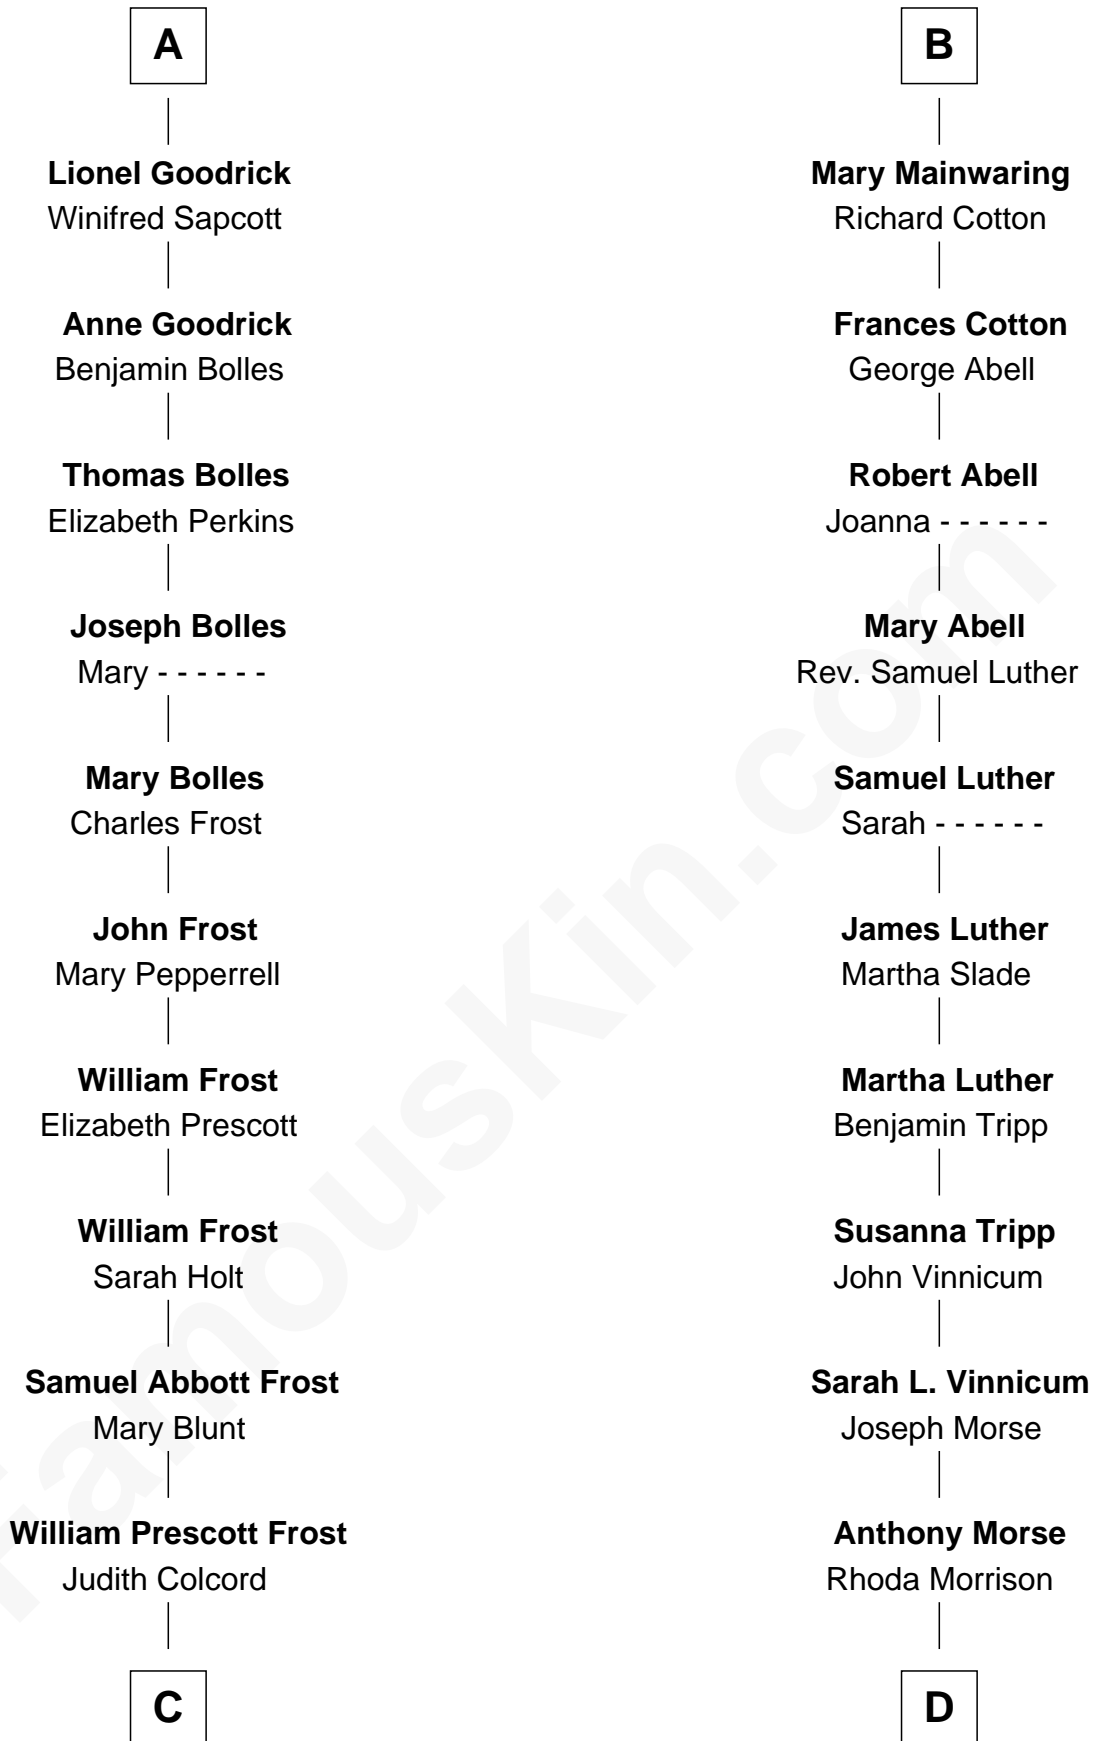 A
Lionel Goodrick
Winifred Sapcott
Anne Goodrick
Benjamin Bolles
Thomas Bolles
Elizabeth Perkins
Joseph Bolles
Mary - - - - - -
Mary Bolles
Charles Frost
John Frost
Mary Pepperrell
William Frost
Elizabeth Prescott
William Frost
Sarah Holt
Samuel Abbott Frost
Mary Blunt
William Prescott Frost
Judith Colcord
C
B
Mary Mainwaring
Richard Cotton
Frances Cotton
George Abell
Robert Abell
Joanna - - - - - -
Mary Abell
Rev. Samuel Luther
Samuel Luther
Sarah - - - - - -
James Luther
Martha Slade
Martha Luther
Benjamin Tripp
Susanna Tripp
John Vinnicum
Sarah L. Vinnicum
Joseph Morse
Anthony Morse
Rhoda Morrison
D
FamousKin.com